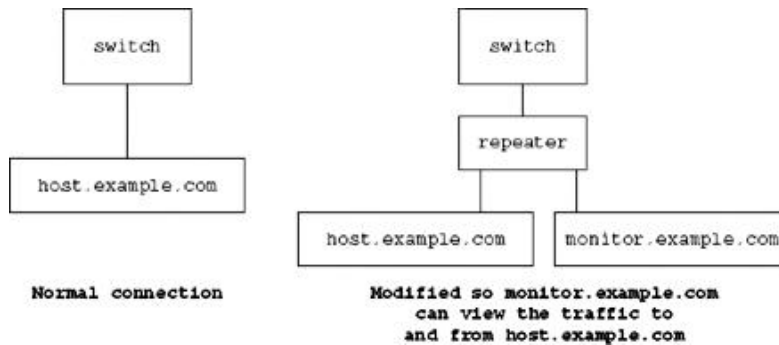 switch
host.example.com
Normal connection
switch
repeater
host.example.com
monitor.example.com
Modified so monitor.example.com
can view the traffic to
and from host.example.com